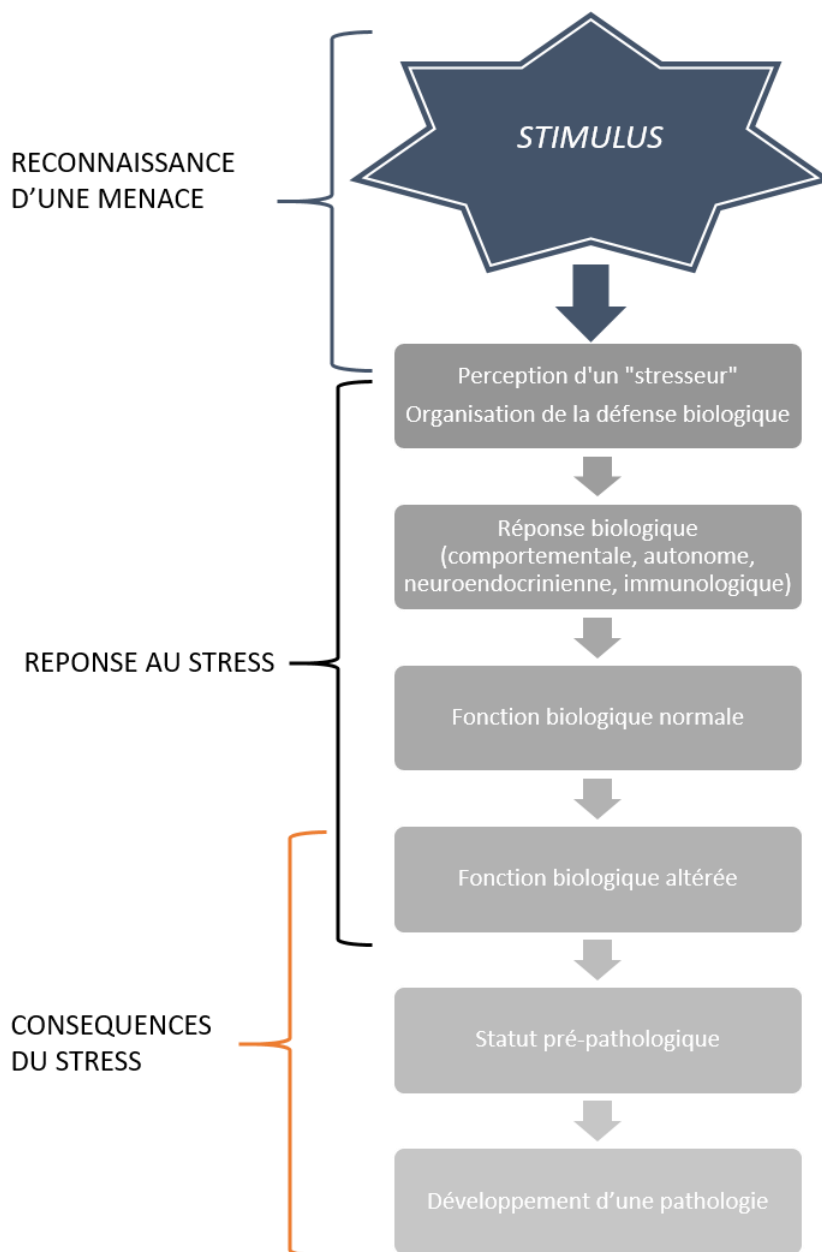 STIMULUS
RECONNAISSANCE
D’UNE MENACE
Perception d'un "stresseur"
Organisation de la défense biologique
Réponse biologique
(comportementale, autonome,
neuroendocrinienne, immunologique)
REPONSE AU STRESS
Fonction biologique normale
Fonction biologique altérée
CONSEQUENCES
DU STRESS
Statut pré-pathologique
Développement d’une pathologie